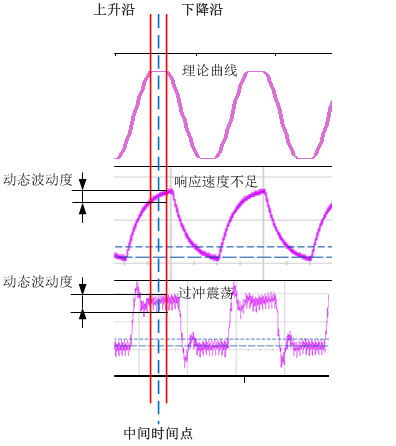 上升沿 下降沿
理论曲线
动态波动度
响应速度不足
动态波动度
过冲震荡
中间时间点